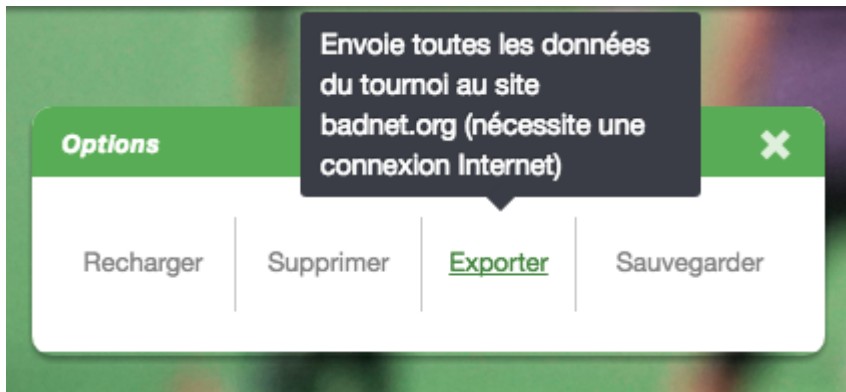 Envoie toutes les données
du tournoi au site
badnet.org (nécessite une
connexion Internet)
Options
Recharger
Supprimer
Exporter
Sauvegarder